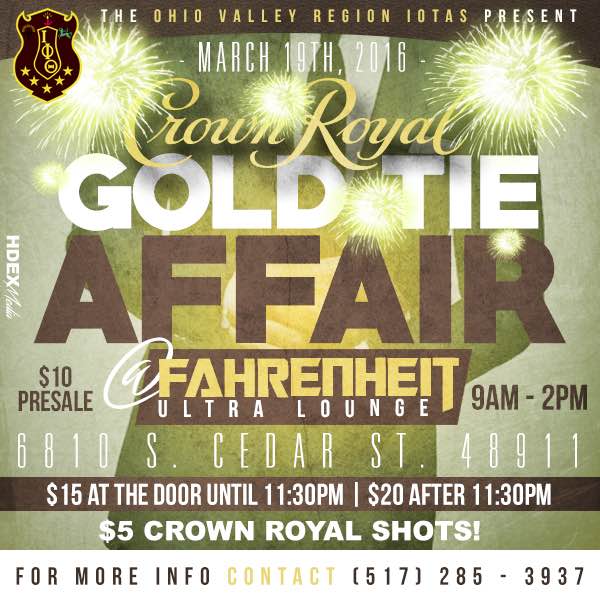 THE OHIO VALLEY REGION IOTAS PRESENT
- MARCH 19TH, 2016 -
Crown Royal
GOLD TIE
AFFAIR
HDEX Media
$10
PRESALE
@FAHRENHEIT
ULTRA LOUNGE
9AM - 2PM
6810 S. CEDAR ST. 48911
$15 AT THE DOOR UNTIL 11:30PM | $20 AFTER 11:30PM
$5 CROWN ROYAL SHOTS!
FOR MORE INFO CONTACT (517) 285 - 3937
ΙΦΘ